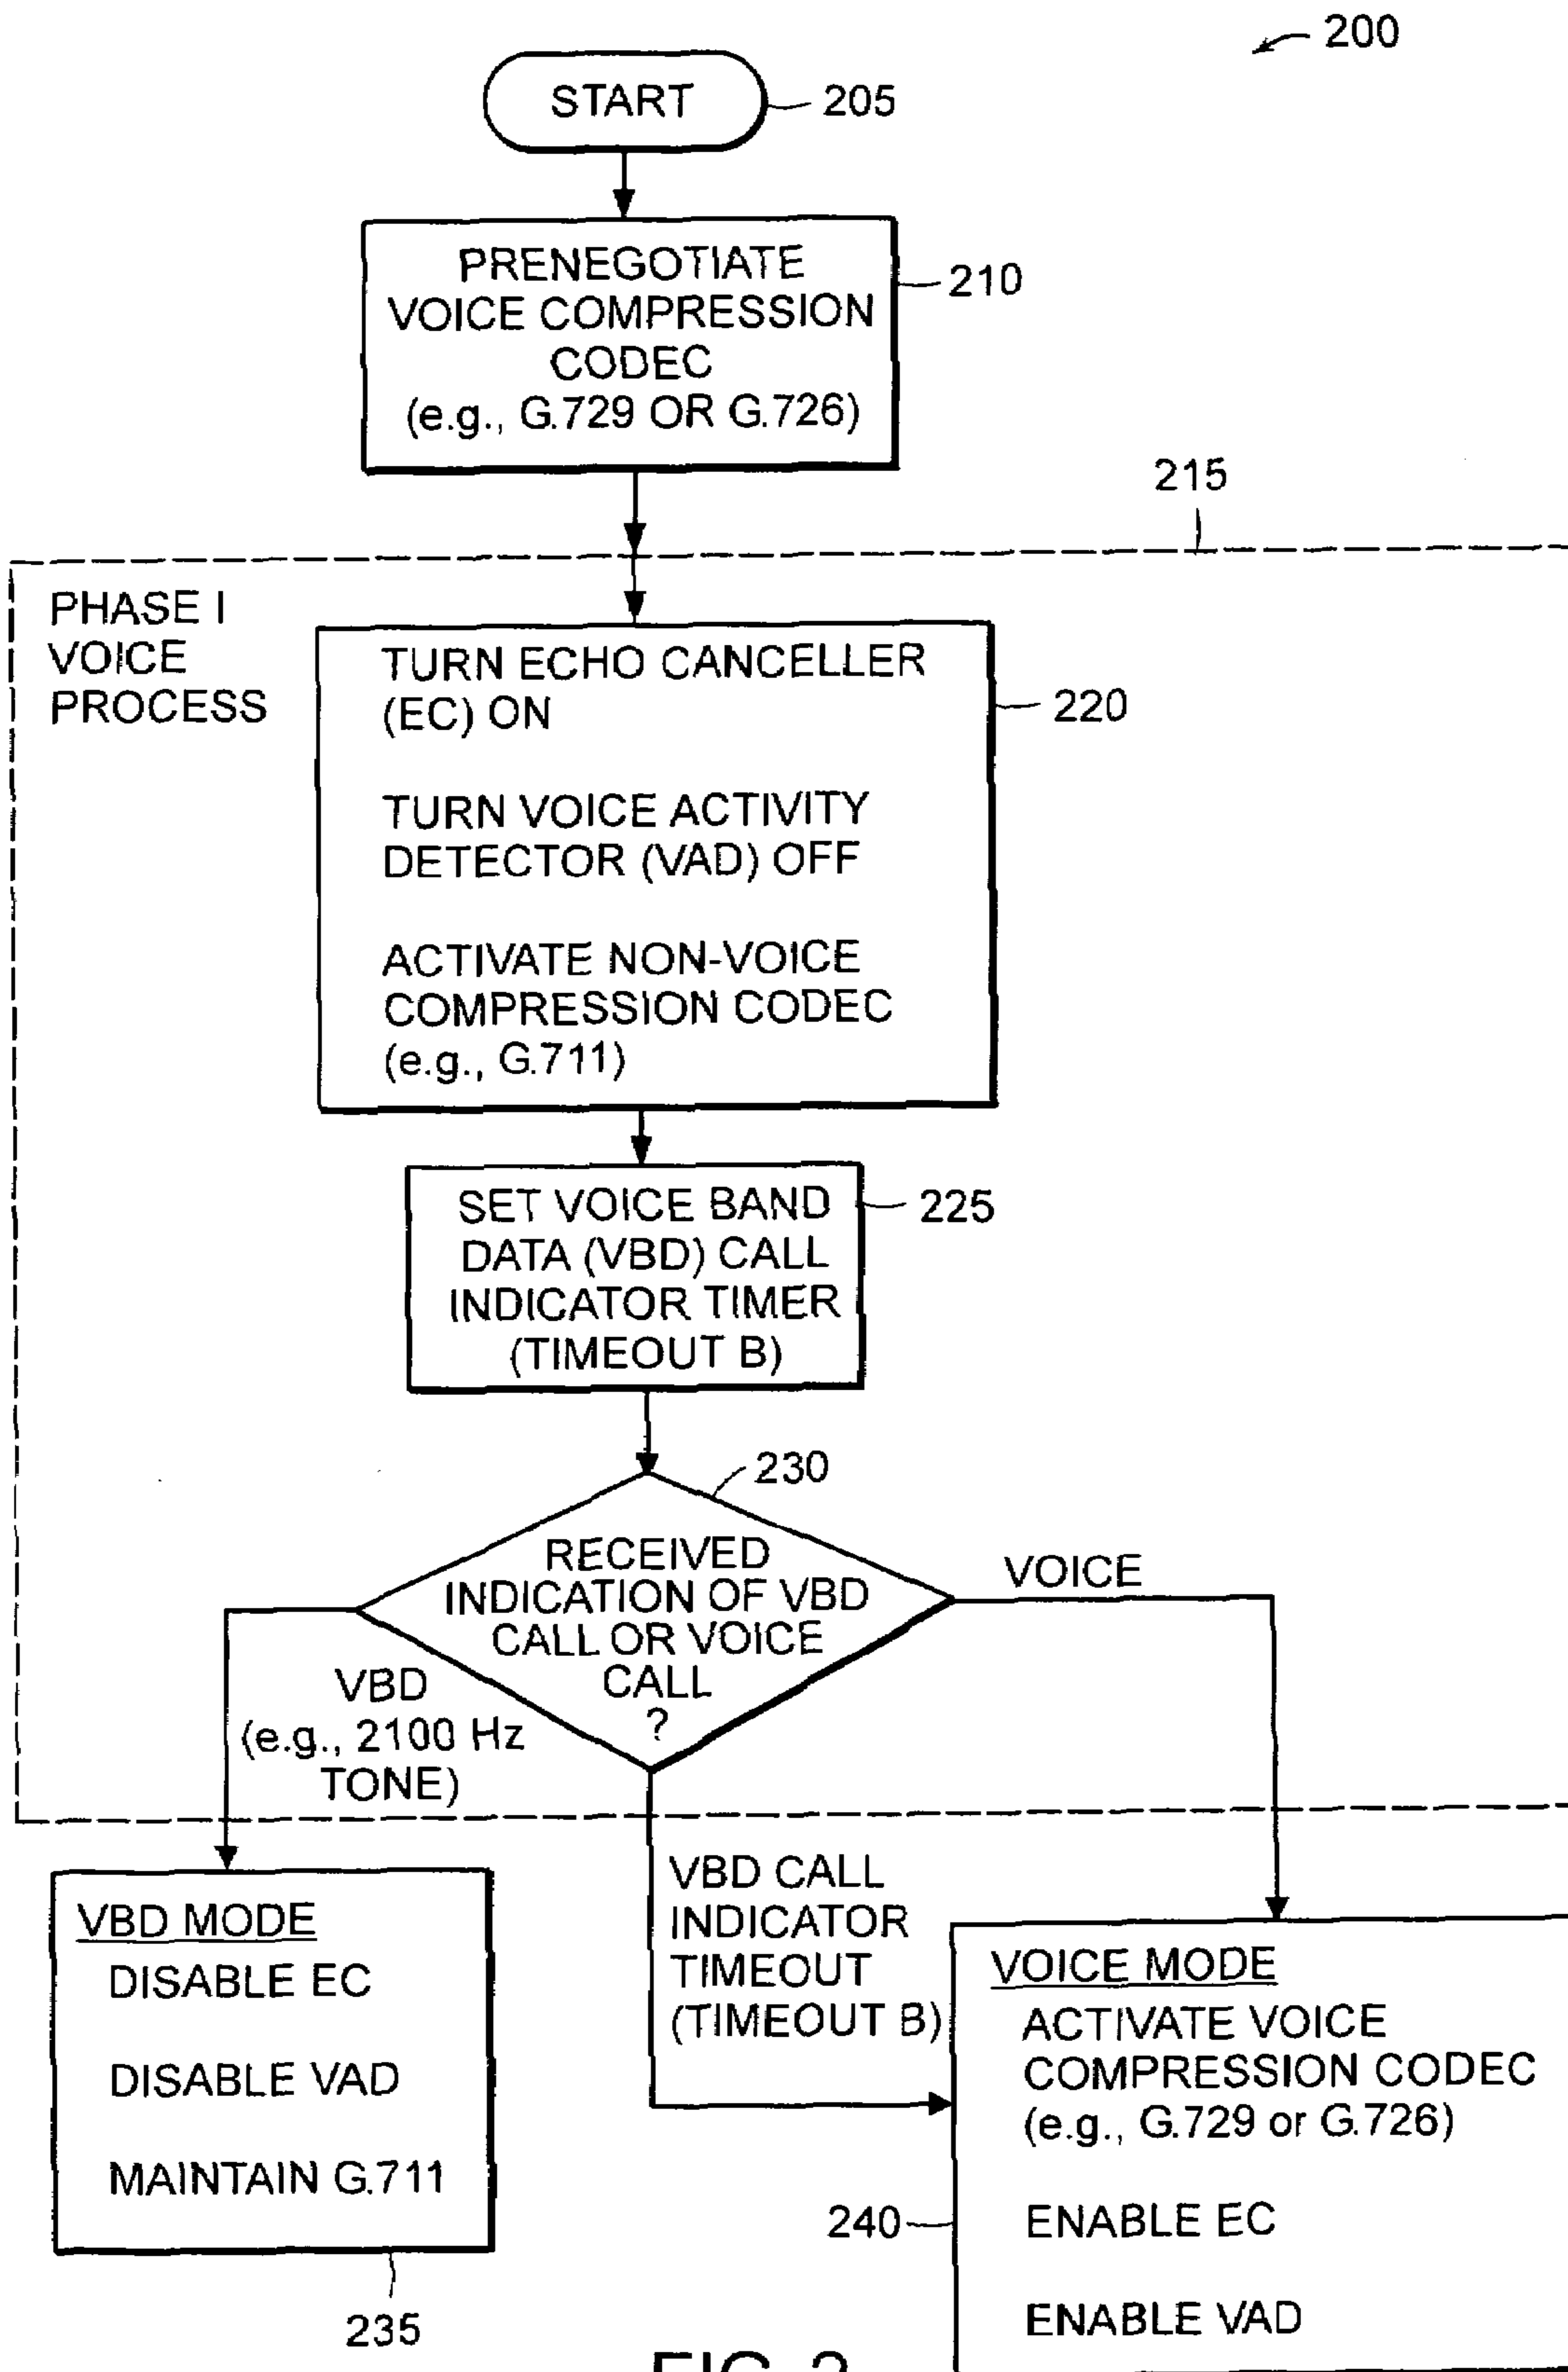 200
START
205
PRENEGOTIATE
VOICE COMPRESSION
CODEC
(e.g., G.729 OR G.726)
210
215
PHASE I
VOICE
PROCESS
TURN ECHO CANCELLER
(EC) ON
TURN VOICE ACTIVITY
DETECTOR (VAD) OFF
ACTIVATE NON-VOICE
COMPRESSION CODEC
(e.g., G.711)
220
SET VOICE BAND
DATA (VBD) CALL
INDICATOR TIMER
(TIMEOUT B)
225
230
RECEIVED
INDICATION OF VBD
CALL OR VOICE
CALL
?
VOICE
VBD
(e.g., 2100 Hz
TONE)
VBD CALL
INDICATOR
TIMEOUT
(TIMEOUT B)
VBD MODE
DISABLE EC
DISABLE VAD
MAINTAIN G.711
235
VOICE MODE
ACTIVATE VOICE
COMPRESSION CODEC
(e.g., G.729 or G.726)
ENABLE EC
ENABLE VAD
240